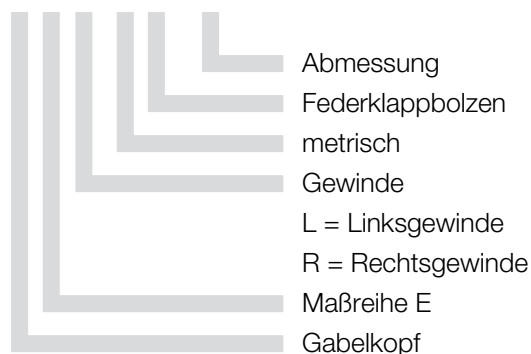 Abmessung
Federklappbolzen
metrisch
Gewinde
L = Linksgewinde
R = Rechtsgewinde
Maßreihe E
Gabelkopf